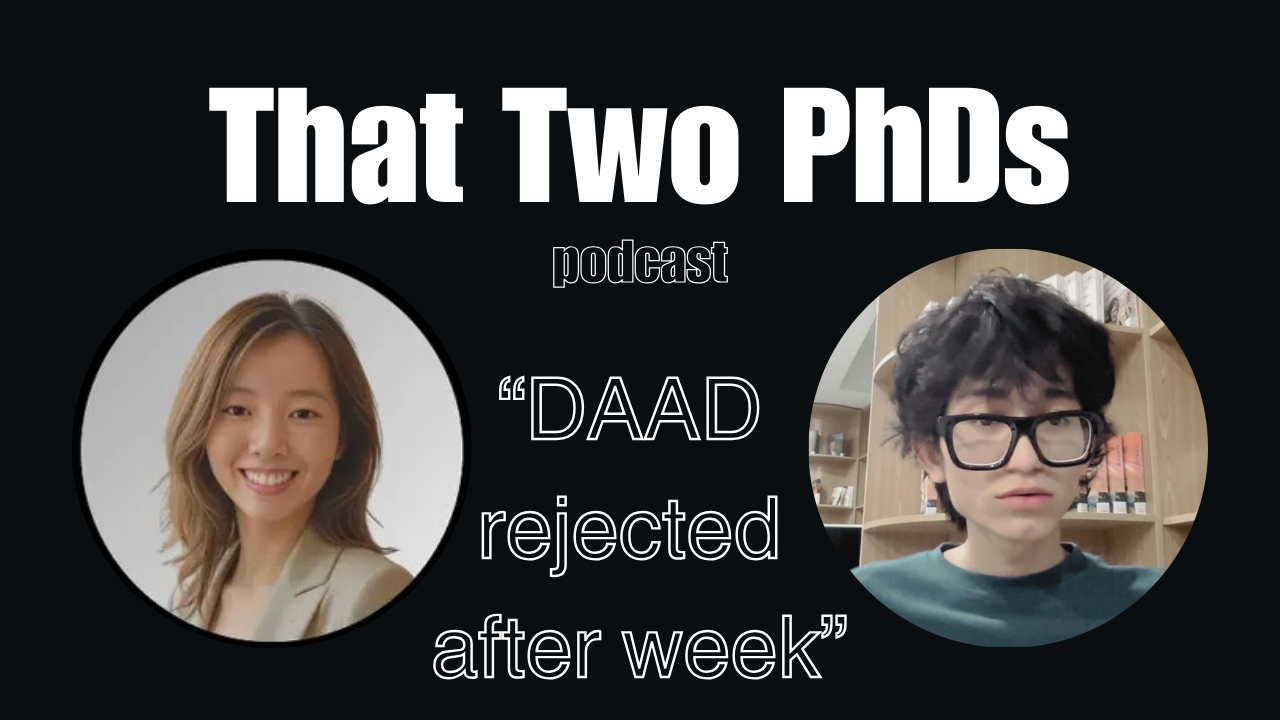 That Two PhDs
podcast
“DAAD
rejected
after week”